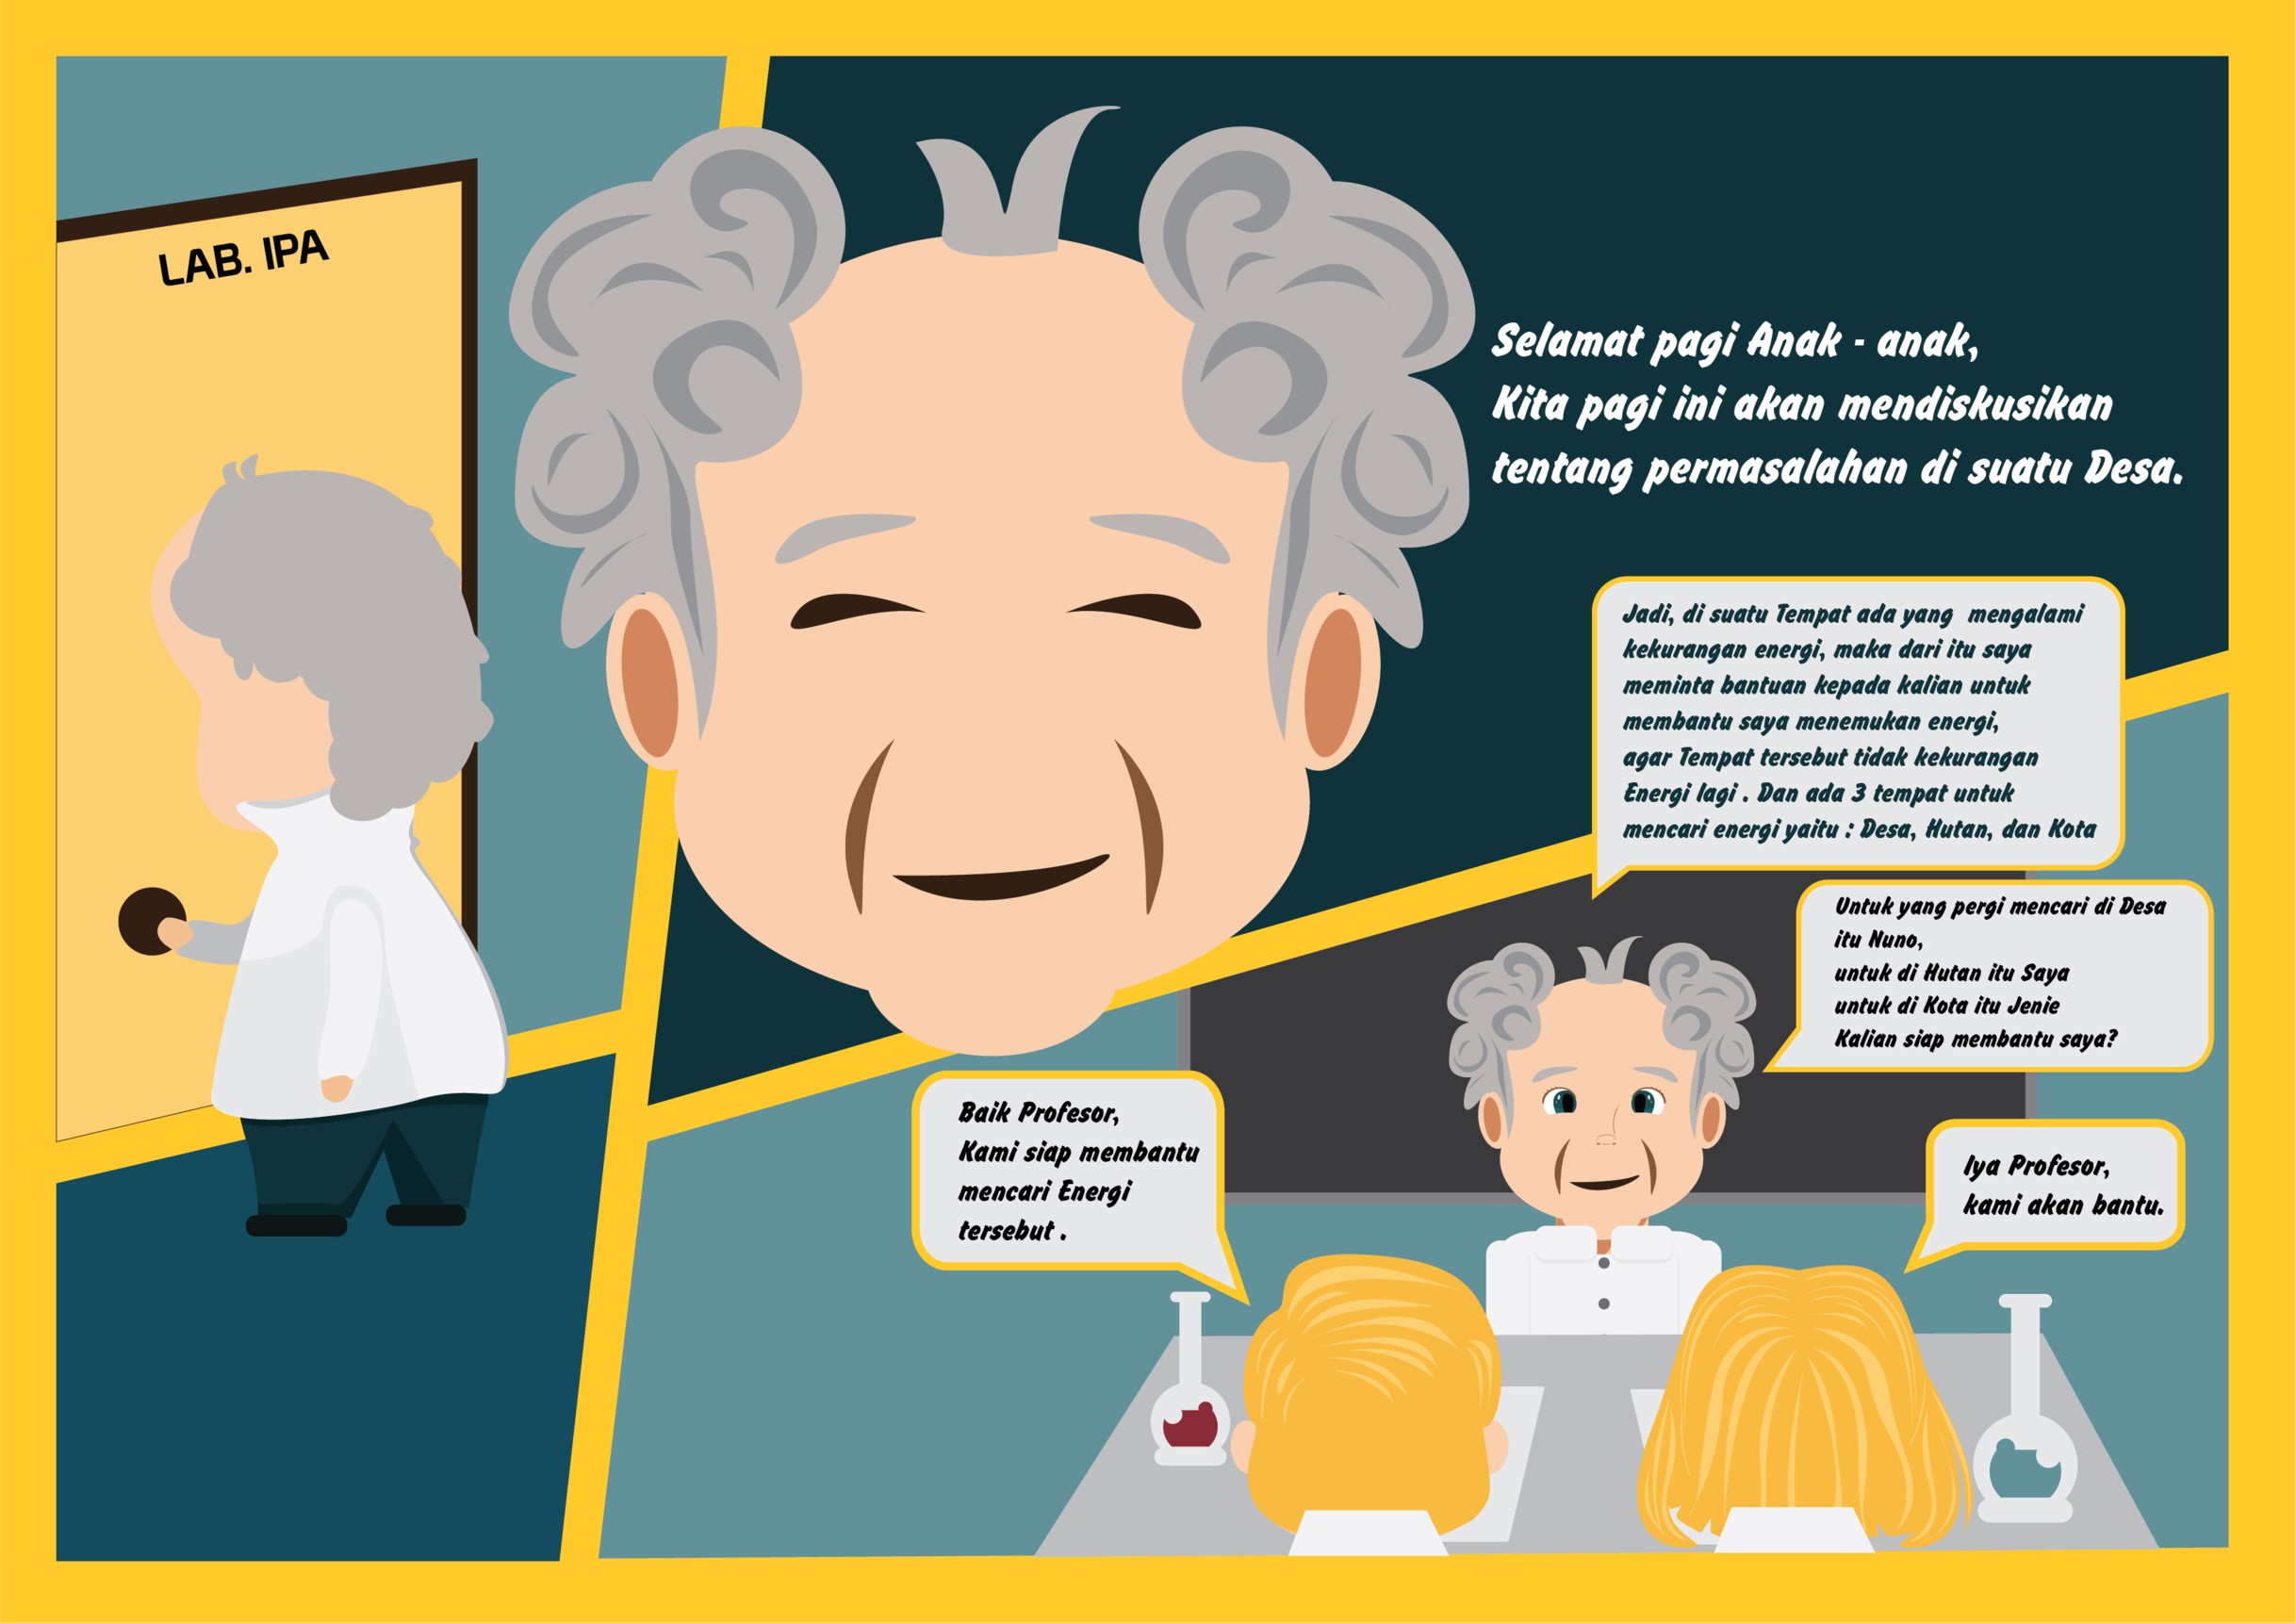 LAB. IPA
Selamat pagi Anak - anak,
Kita pagi ini akan mendiskusikan
tentang permasalahan di suatu Desa.
Jadi, di suatu Tempat ada yang  mengalami
kekurangan energi, maka dari itu saya
meminta bantuan kepada kalian untuk
membantu saya menemukan energi,
agar Tempat tersebut tidak kekurangan
Energi lagi . Dan ada 3 tempat untuk
mencari energi yaitu : Desa, Hutan, dan Kota
Untuk yang pergi mencari di Desa
itu Nuno,
untuk di Hutan itu Saya
untuk di Kota itu Jenie
Kalian siap membantu saya?
Baik Profesor,
Kami siap membantu
mencari Energi
tersebut .
Iya Profesor,
kami akan bantu.